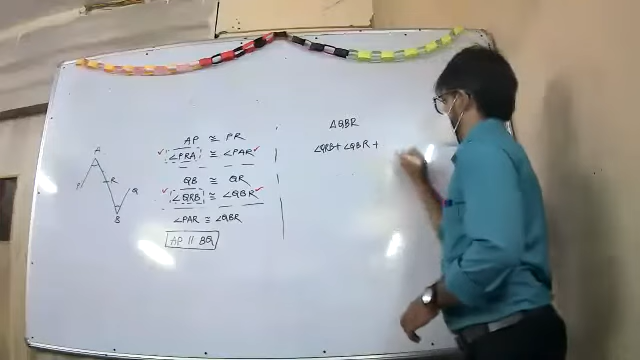 A
P
R
Q
B
AP ≅ PR
∠PRA ≅ ∠PAR
QB ≅ QR
∠QRB ≅ ∠QBR
∠PAR ≅ ∠QBR
AP || BQ
△QBR
∠QRB + ∠QBR +